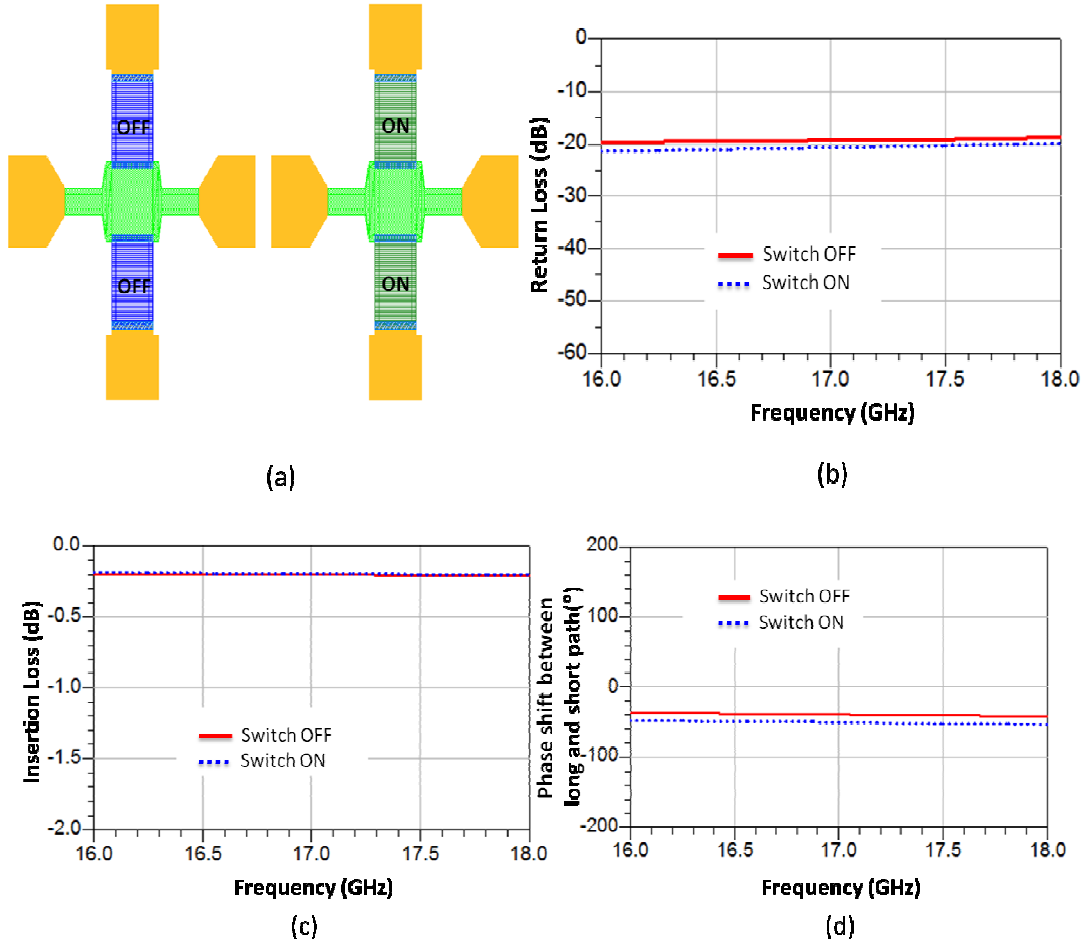 OFF
ON
OFF
ON
(a)
Return Loss (dB)
0
-10
-20
-30
-40
-50
-60
Switch OFF
Switch ON
16.0 16.5 17.0 17.5 18.0
Frequency (GHz)
(b)
Insertion Loss (dB)
0.0
-0.5
-1.0
-1.5
-2.0
Switch OFF
Switch ON
16.0 16.5 17.0 17.5 18.0
Frequency (GHz)
(c)
Phase shift between
long and short path(°)
200
100
0
-100
-200
Switch OFF
Switch ON
16.0 16.5 17.0 17.5 18.0
Frequency (GHz)
(d)